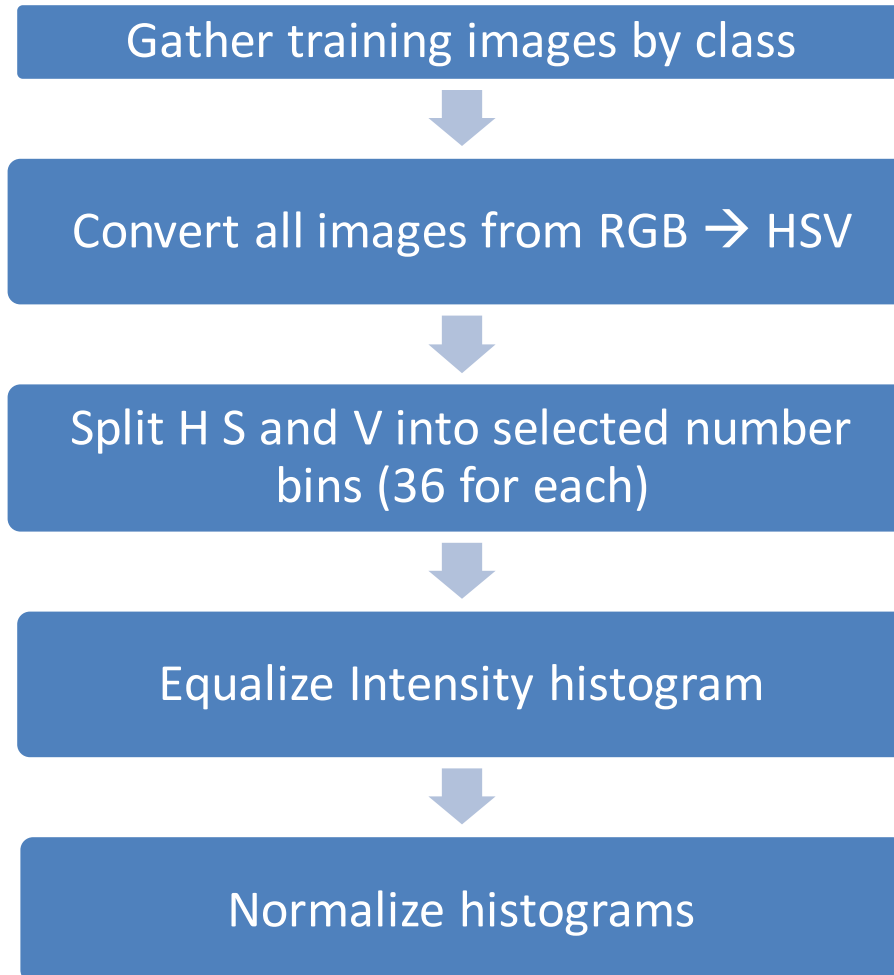 Gather training images by class
Convert all images from RGB → HSV
Split H S and V into selected number
bins (36 for each)
Equalize Intensity histogram
Normalize histograms